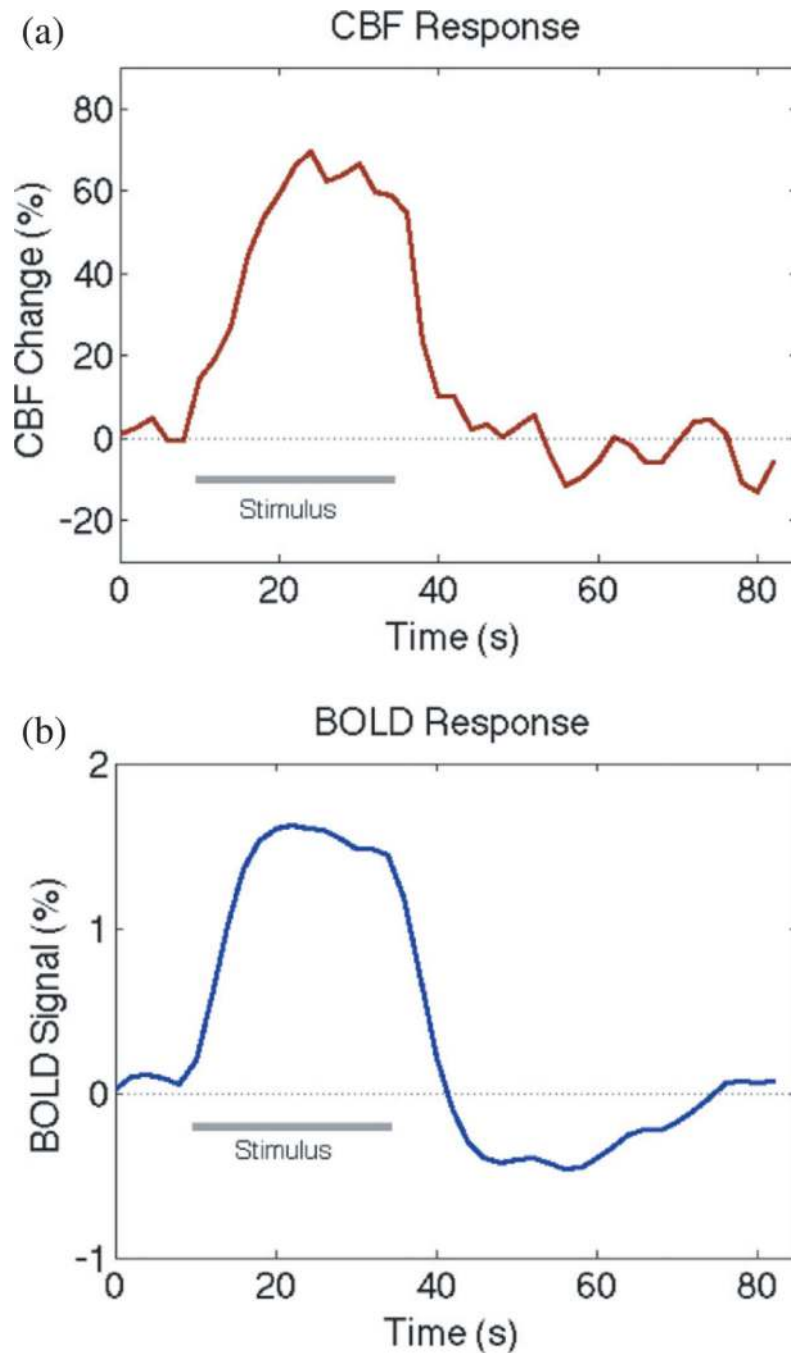 (a)
CBF Response
CBF Change (%)
80
60
40
20
0
-20
Stimulus
0 20 40 60 80
Time (s)
(b)
BOLD Response
BOLD Signal (%)
2
1
0
-1
Stimulus
0 20 40 60 80
Time (s)